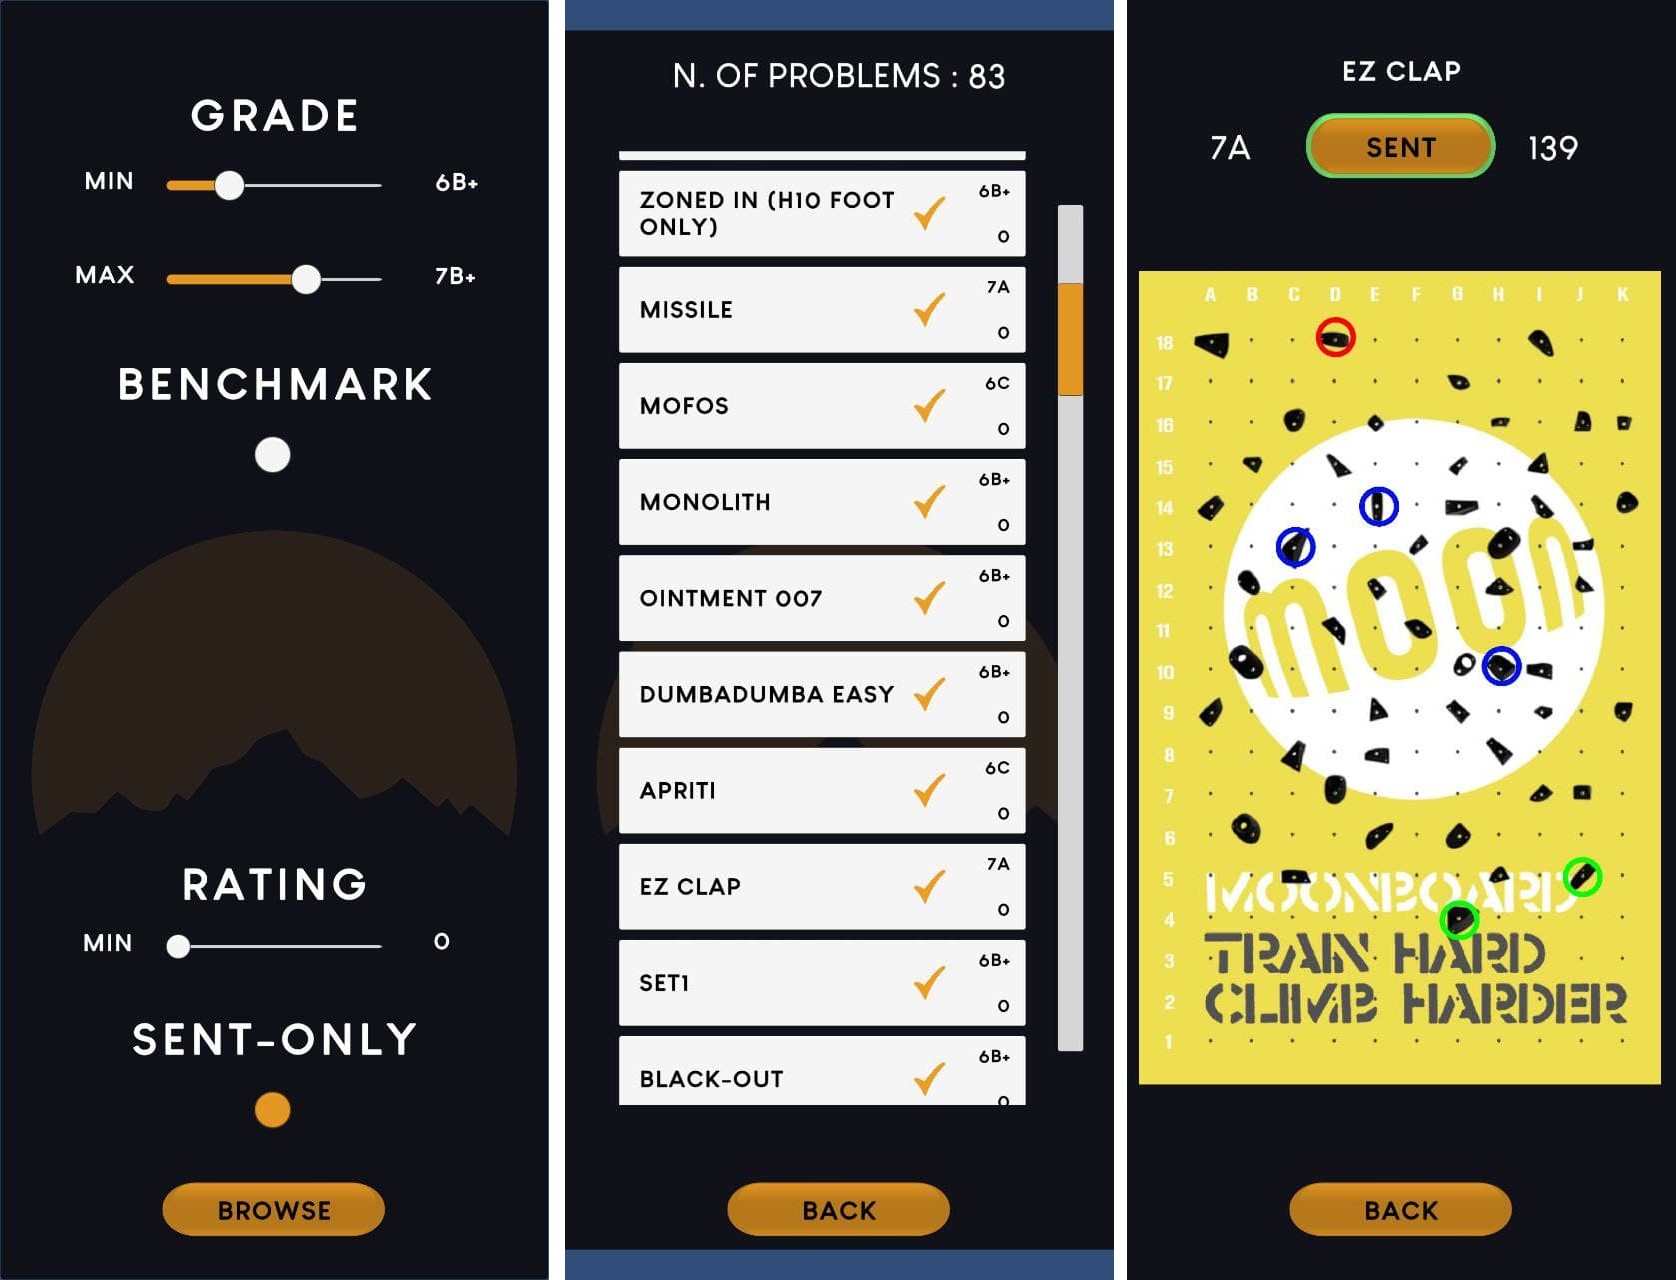 GRADE
MIN 6B+
MAX 7B+
BENCHMARK
RATING
MIN 0
SENT-ONLY
BROWSE
N. OF PROBLEMS : 83
ZONED IN (H10 FOOT ONLY) 6B+
0
MISSILE 7A
0
MOFOS 6C
0
MONOLITH 6B+
0
OINTMENT 007 6B+
0
DUMBADUMBA EASY 6B+
0
APRITI 6C
0
EZ CLAP 7A
0
SET1 6B+
0
BLACK-OUT 6B+
0
BACK
EZ CLAP
7A SENT 139
A B C D E F G H I J K
18
17
16
15
14
13
12
11
10
9
8
7
6
5
4
3
2
1
moon
MOONBOARD
TRAIN HARD
CLIMB HARDER
BACK